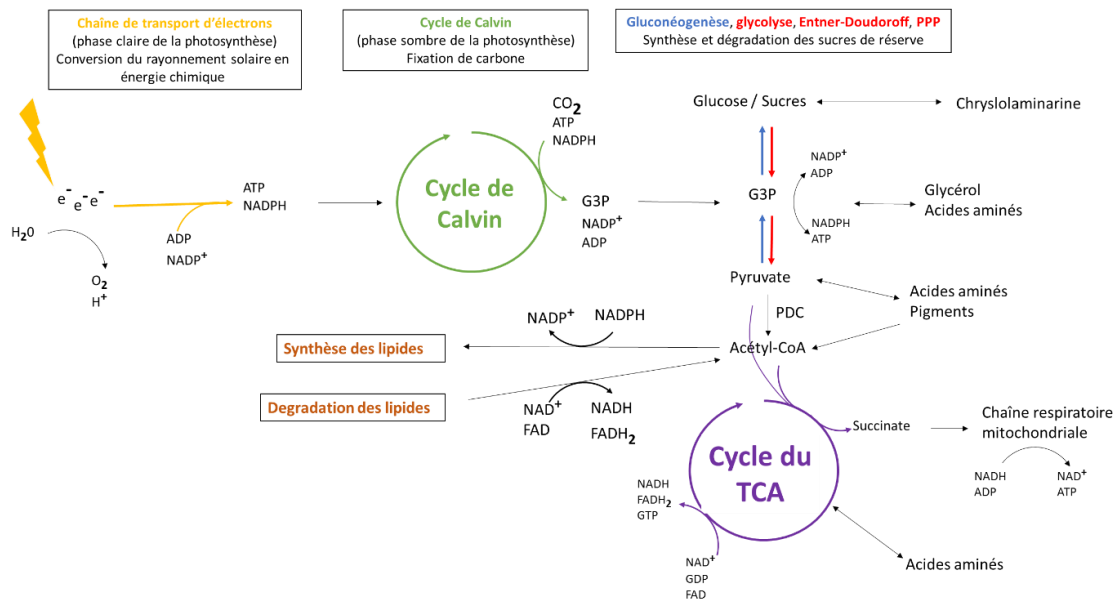 Chaîne de transport d'électrons
(phase claire de la photosynthèse)
Conversion du rayonnement solaire en
énergie chimique
Cycle de Calvin
(phase sombre de la photosynthèse)
Fixation de carbone
Gluconéogenèse, glycolyse, Entner-Doudoroff, PPP
Synthèse et dégradation des sucres de réserve
CO2
ATP
NADPH
Glucose / Sucres
Chryslolaminarine
e- e- e-
H20
O2
H+
ADP
NADP+
ATP
NADPH
Cycle de
Calvin
G3P
NADP+
ADP
G3P
NADP+
ADP
NADPH
ATP
Glycérol
Acides aminés
Pyruvate
PDC
Acides aminés
Pigments
NADP+
NADPH
Synthèse des lipides
Acétyl-CoA
Degradation des lipides
NAD+
FAD
NADH
FADH2
Cycle du
TCA
Succinate
Chaîne respiratoire
mitochondriale
NADH
ADP
NAD+
ATP
NADH
FADH2
GTP
NAD+
GDP
FAD
Acides aminés